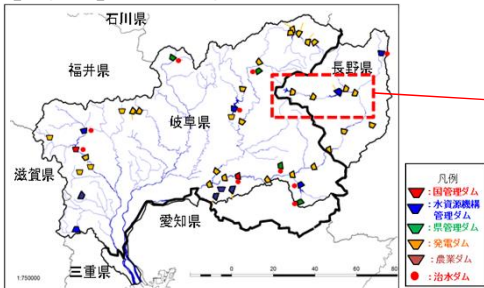 石川県
福井県
長野県
岐阜県
滋賀県
愛知県
三重県
凡例
：国管理ダム
：水資源機構
管理ダム
：県管理ダム
：発電ダム
：農業ダム
：治水ダム
1:750000
0 20 40 60 80